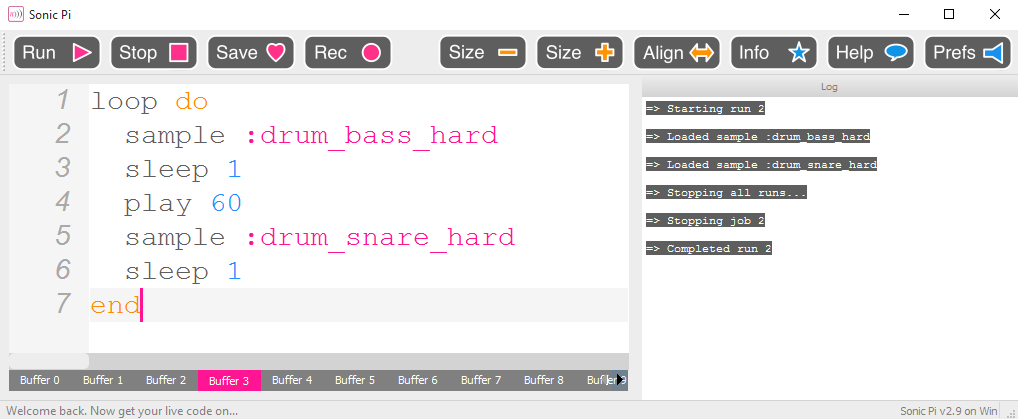 Sonic Pi
Run Stop Save Rec Size Size Align Info Help Prefs
1 loop do
2 sample :drum_bass_hard
3 sleep 1
4 play 60
5 sample :drum_snare_hard
6 sleep 1
7 end
Log
=> Starting run 2
=> Loaded sample :drum_bass_hard
=> Loaded sample :drum_snare_hard
=> Stopping all runs...
=> Stopping job 2
=> Completed run 2
Buffer 0 Buffer 1 Buffer 2 Buffer 3 Buffer 4 Buffer 5 Buffer 6 Buffer 7 Buffer 8 Buffer 9
Welcome back. Now get your live code on...
Sonic Pi v2.9 on Win